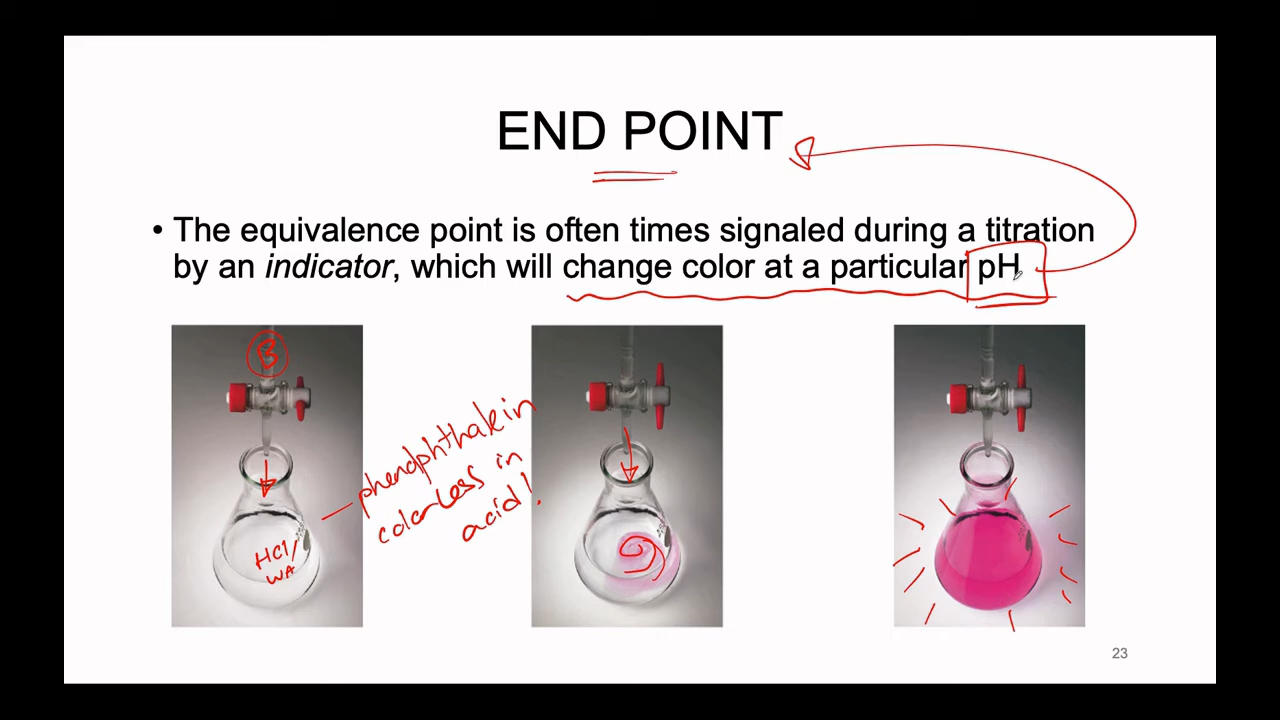 END POINT
• The equivalence point is often times signaled during a titration
by an indicator, which will change color at a particular pH
B
phenolphthalein
colorless in
acid!
HCl/
WA
23